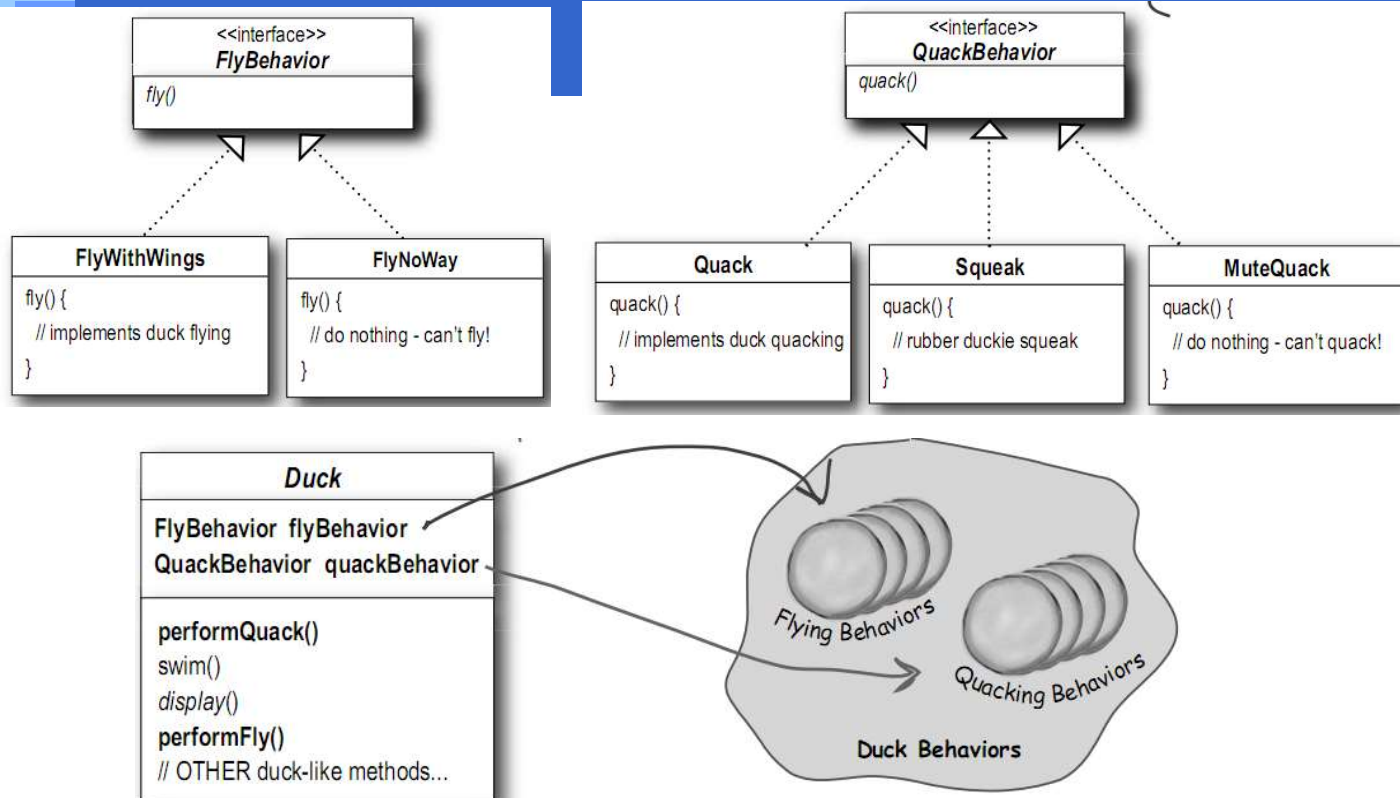 <<interface>>
FlyBehavior
fly()
<<interface>>
QuackBehavior
quack()
FlyWithWings
fly() {
// implements duck flying
}
FlyNoWay
fly() {
// do nothing - can't fly!
}
Quack
quack() {
// implements duck quacking
}
Squeak
quack() {
// rubber duckie squeak
}
MuteQuack
quack() {
// do nothing - can't quack!
}
Duck
FlyBehavior flyBehavior
QuackBehavior quackBehavior
performQuack()
swim()
display()
performFly()
// OTHER duck-like methods...
Flying Behaviors
Quacking Behaviors
Duck Behaviors